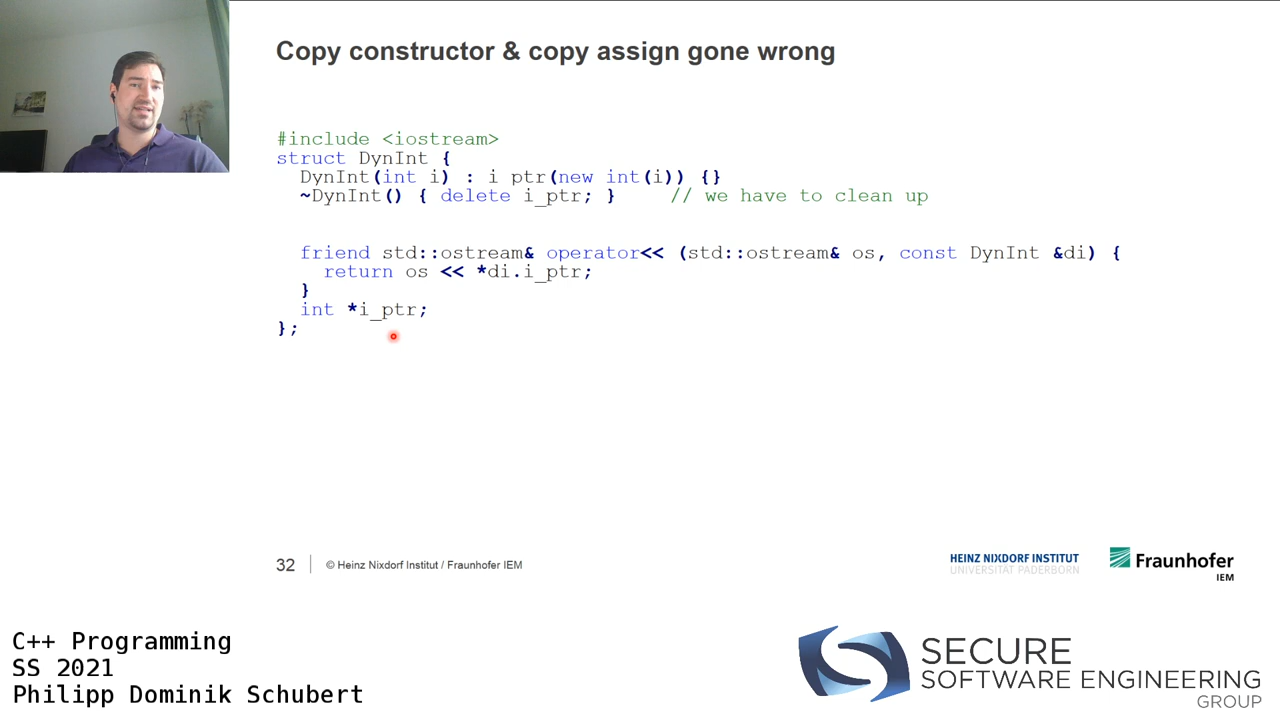 Copy constructor & copy assign gone wrong
#include <iostream>
struct DynInt {
DynInt(int i) : i ptr(new int(i)) {}
~DynInt() { delete i_ptr; } // we have to clean up
friend std::ostream& operator<< (std::ostream& os, const DynInt &di) {
return os << *di.i_ptr;
}
int *i_ptr;
};
32 © Heinz Nixdorf Institut / Fraunhofer IEM
HEINZ NIXDORF INSTITUT
UNIVERSITÄT PADERBORN
Fraunhofer
IEM
C++ Programming
SS 2021
Philipp Dominik Schubert
SECURE
SOFTWARE ENGINEERING
GROUP